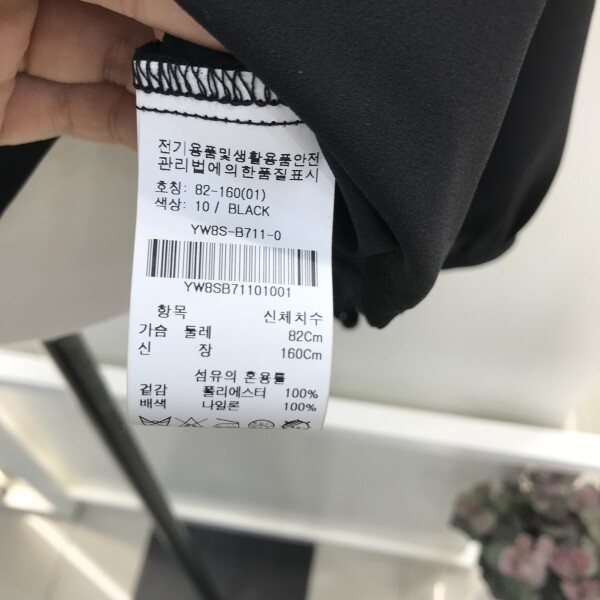 전기용품및생활용품안전
관리법에의한품질표시
호칭: 82-160(01)
색상: 10 / BLACK
YW8S-B711-0
YW8SB71101001
항목 신체치수
가슴 둘레 82Cm
신 장 160Cm
섬유의 혼용률
겉감 폴리에스터 100%
배색 나일론 100%